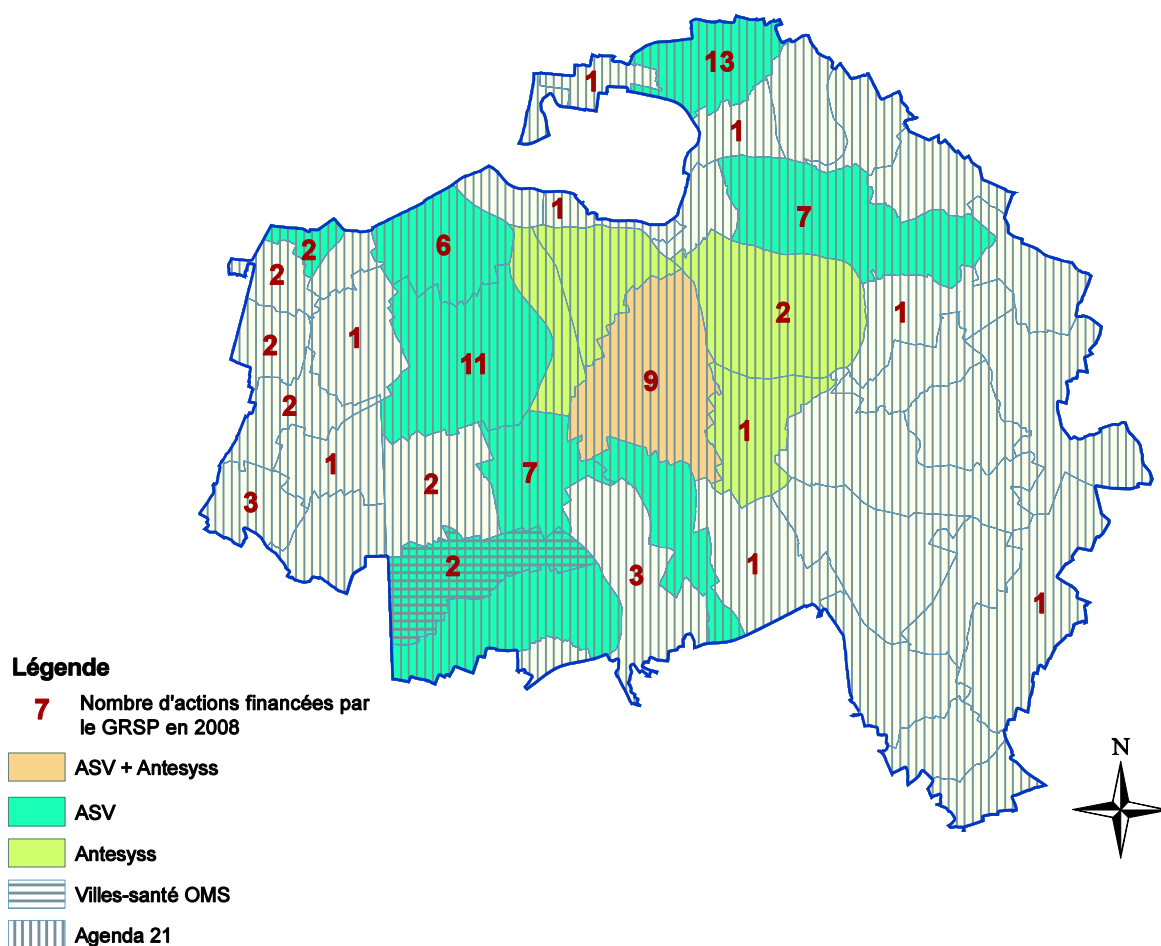 13
1
1
7
1
6
2
2
1
2
1
2
11
9
2
1
1
7
2
3
2
3
1
1
Légende
7 Nombre d'actions financées par
le GRSP en 2008
ASV + Antesyss
ASV
Antesyss
Villes-santé OMS
Agenda 21
N